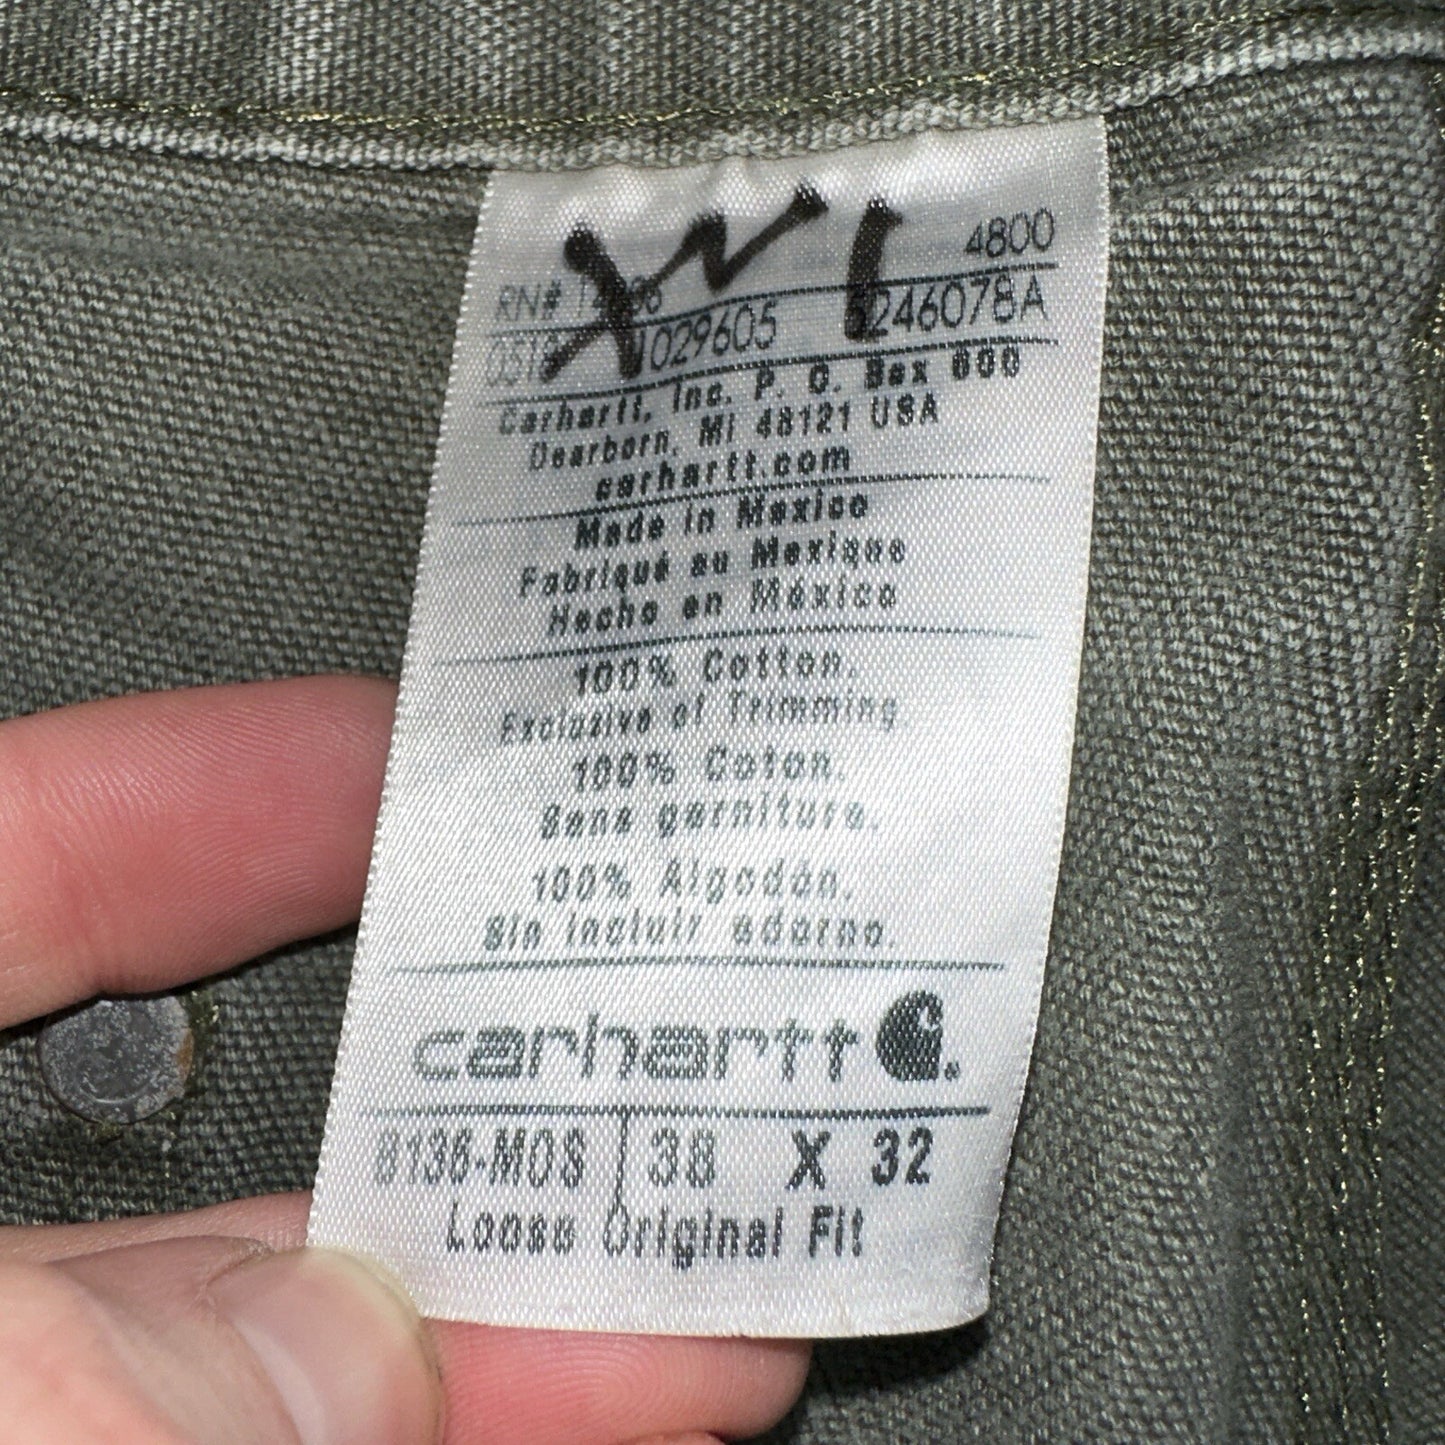 4800
RN#
1029605 246078A
Carhartt, Inc. P. O. Box 600
Dearborn, MI 48121 USA
carhartt.com
Made in Mexico
Fabriqué au Mexique
Hecho en México
100% Cotton.
Exclusive of Trimming.
100% Coton.
Sans garniture.
100% Algodón.
Sin incluir adorno.
carhartt
B136-MOS 38 X 32
Loose Original Fit